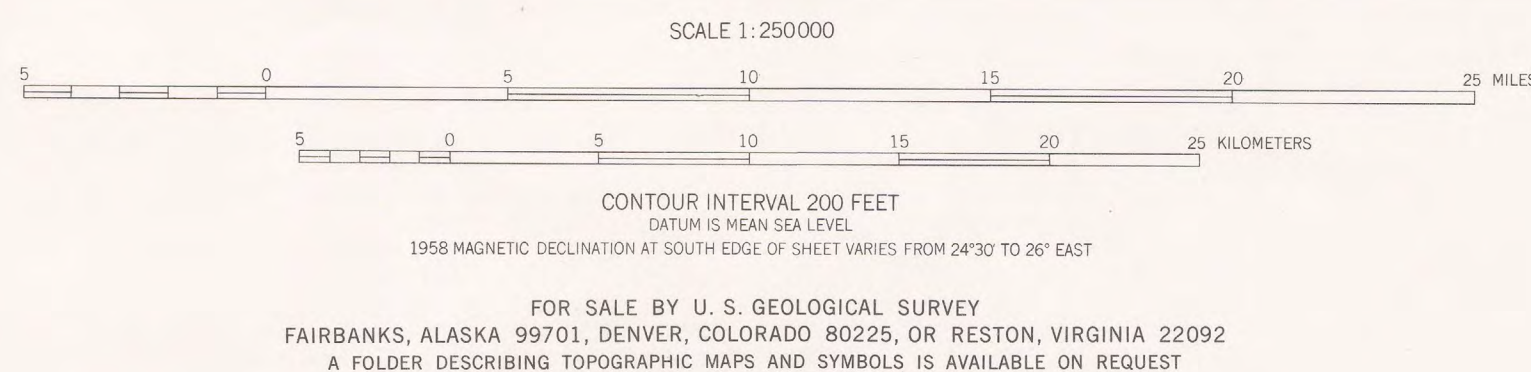 SCALE 1:250000
5 0 5 10 15 20 25 MILES
5 0 5 10 15 20 25 KILOMETERS
CONTOUR INTERVAL 200 FEET
DATUM IS MEAN SEA LEVEL
1958 MAGNETIC DECLINATION AT SOUTH EDGE OF SHEET VARIES FROM 24°30' TO 26° EAST
FOR SALE BY U. S. GEOLOGICAL SURVEY
FAIRBANKS, ALASKA 99701, DENVER, COLORADO 80225, OR RESTON, VIRGINIA 22092
A FOLDER DESCRIBING TOPOGRAPHIC MAPS AND SYMBOLS IS AVAILABLE ON REQUEST